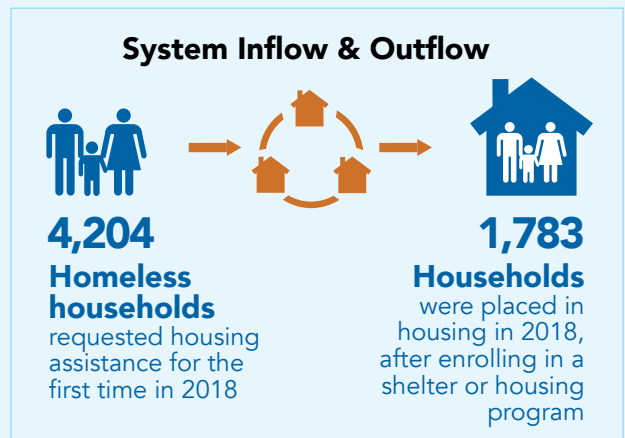 System Inflow & Outflow
4,204
Homeless
households
requested housing
assistance for the
first time in 2018
1,783
Households
were placed in
housing in 2018,
after enrolling in a
shelter or housing
program